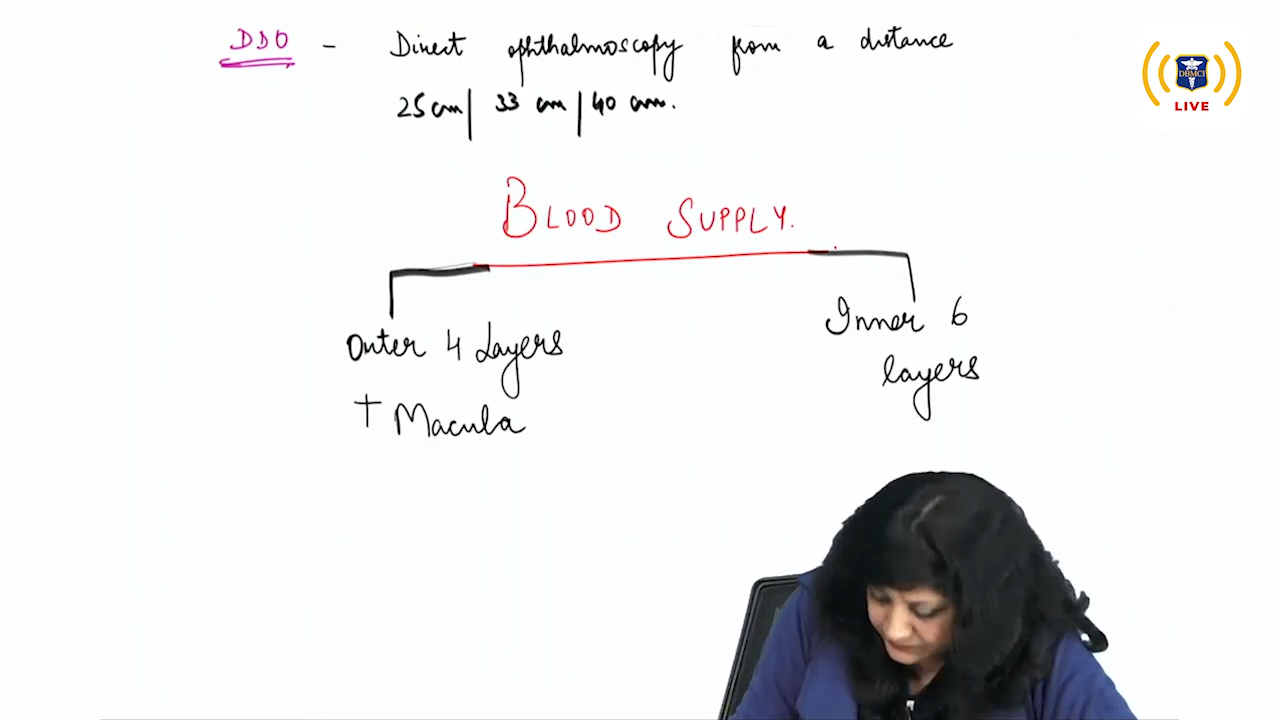 DDO - Direct ophthalmoscopy from a distance
25 cm | 33 cm | 40 cm.
DBMCI
LIVE
BLOOD SUPPLY.
Outer 4 Layers
+ Macula
Inner 6
layers